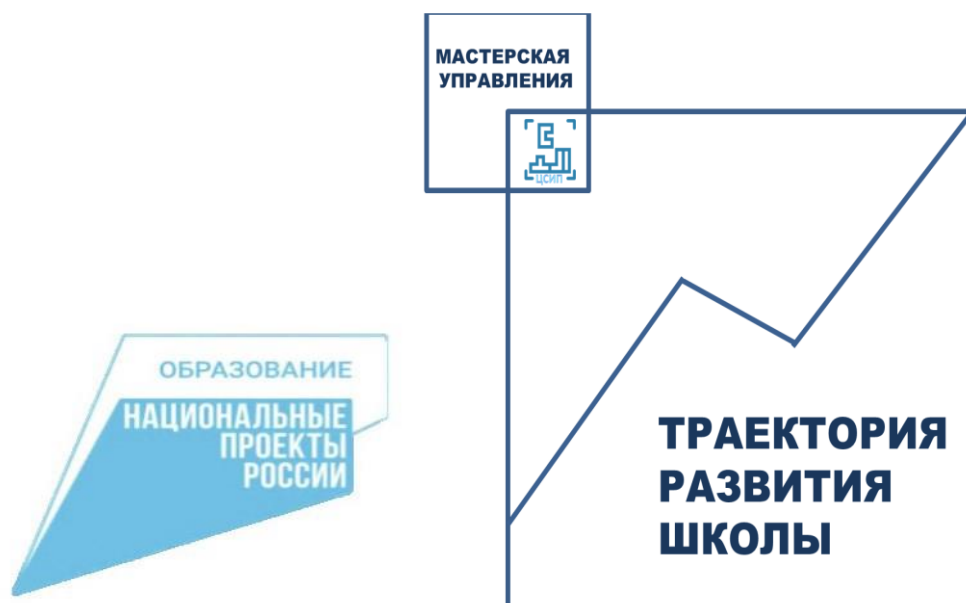 МАСТЕРСКАЯ
УПРАВЛЕНИЯ
ЦСИП
ОБРАЗОВАНИЕ
НАЦИОНАЛЬНЫЕ
ПРОЕКТЫ
РОССИИ
ТРАЕКТОРИЯ
РАЗВИТИЯ
ШКОЛЫ